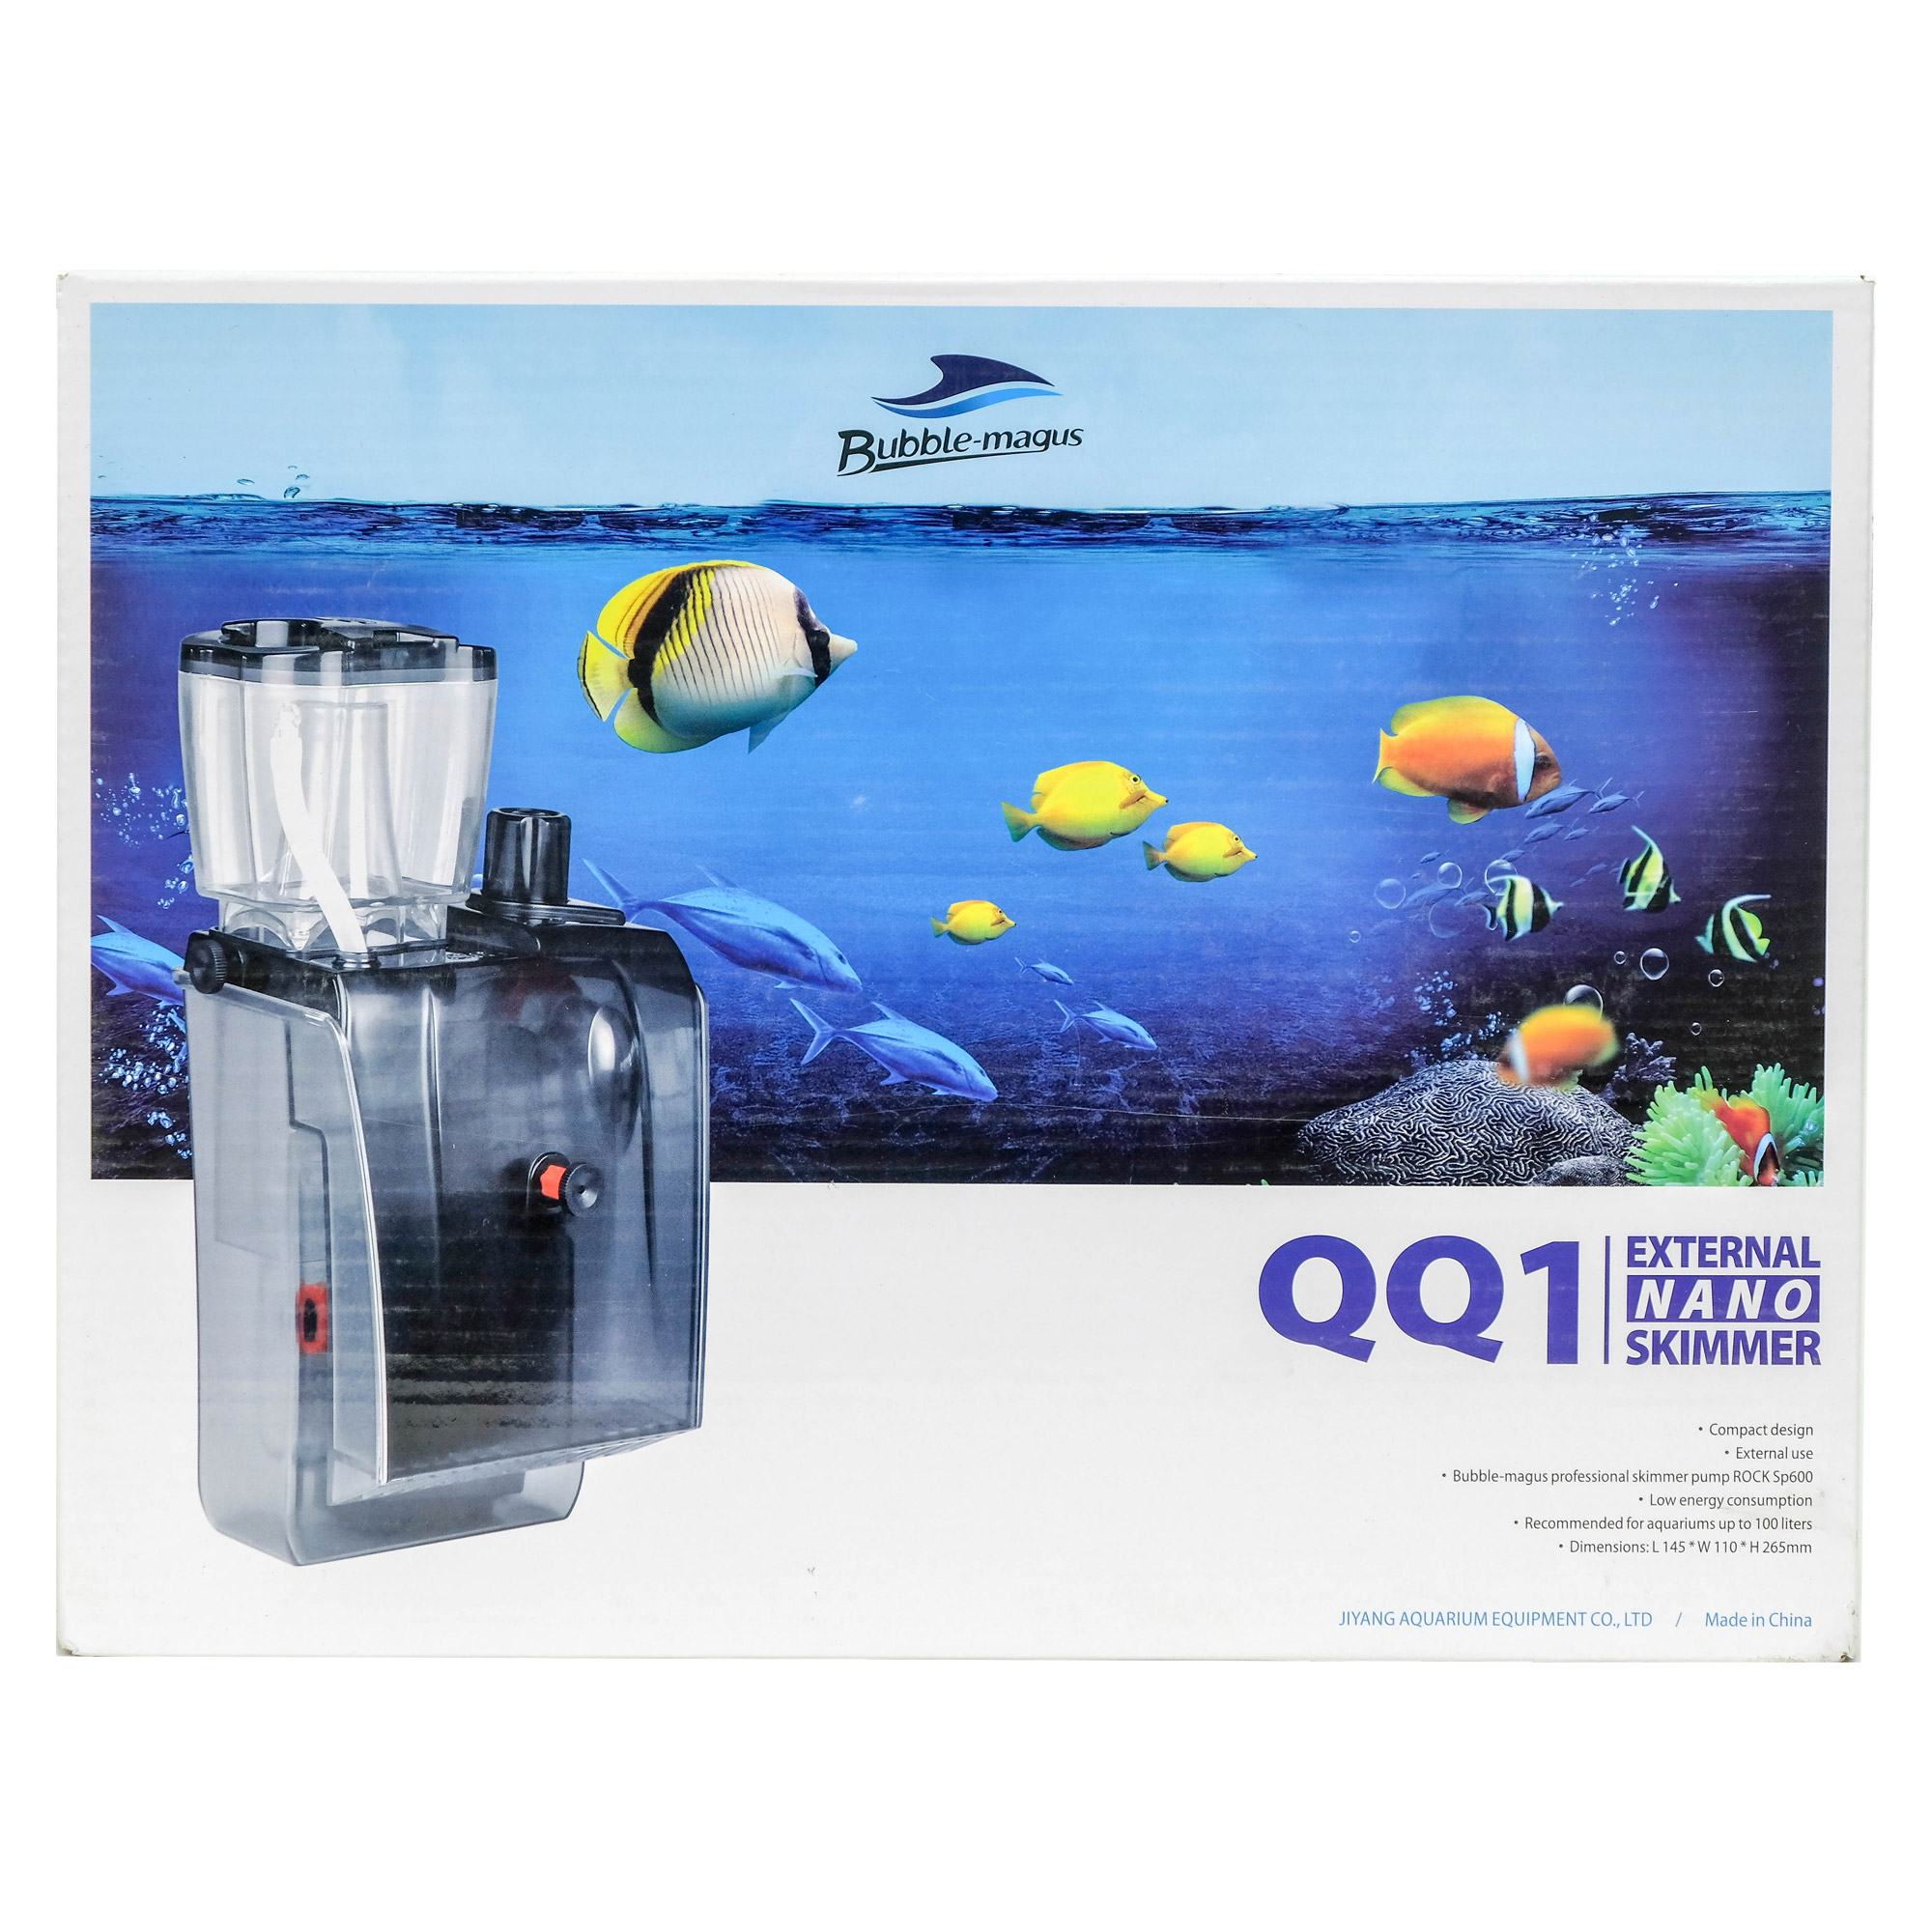 Bubble-magus
QQ1
EXTERNAL
NANO
SKIMMER
• Compact design
• External use
• Bubble-magus professional skimmer pump ROCK Sp600
• Low energy consumption
• Recommended for aquariums up to 100 liters
• Dimensions: L 145 * W 110 * H 265mm
JIYANG AQUARIUM EQUIPMENT CO., LTD / Made in China